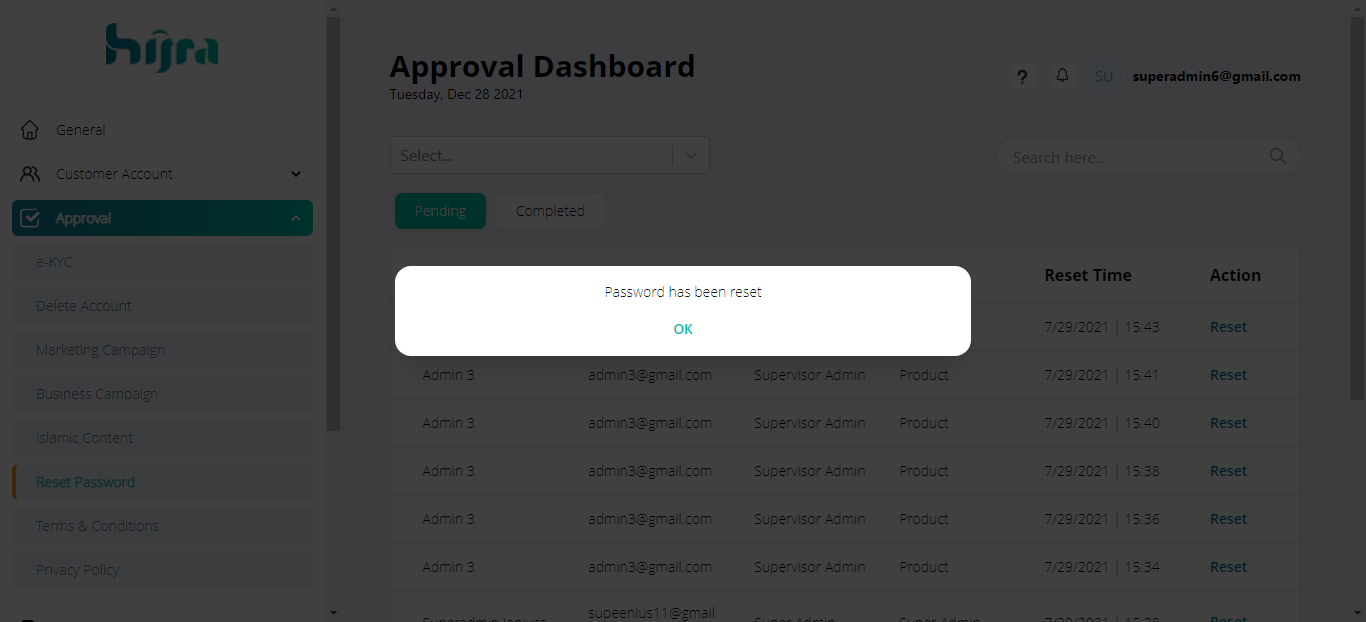 hijra
General
Customer Account
Approval
e-KYC
Delete Account
Marketing Campaign
Business Campaign
Islamic Content
Reset Password
Terms & Conditions
Privacy Policy
Approval Dashboard
Tuesday, Dec 28 2021
? SU superadmin6@gmail.com
Select...
Search here..
Pending Completed
Reset Time Action
Password has been reset
OK
7/29/2021 | 15:43 Reset
Admin 3 admin3@gmail.com Supervisor Admin Product 7/29/2021 | 15:41 Reset
Admin 3 admin3@gmail.com Supervisor Admin Product 7/29/2021 | 15:40 Reset
Admin 3 admin3@gmail.com Supervisor Admin Product 7/29/2021 | 15:38 Reset
Admin 3 admin3@gmail.com Supervisor Admin Product 7/29/2021 | 15:36 Reset
Admin 3 admin3@gmail.com Supervisor Admin Product 7/29/2021 | 15:34 Reset
supeenius11@gmail.
Super Admin Super Admin Reset